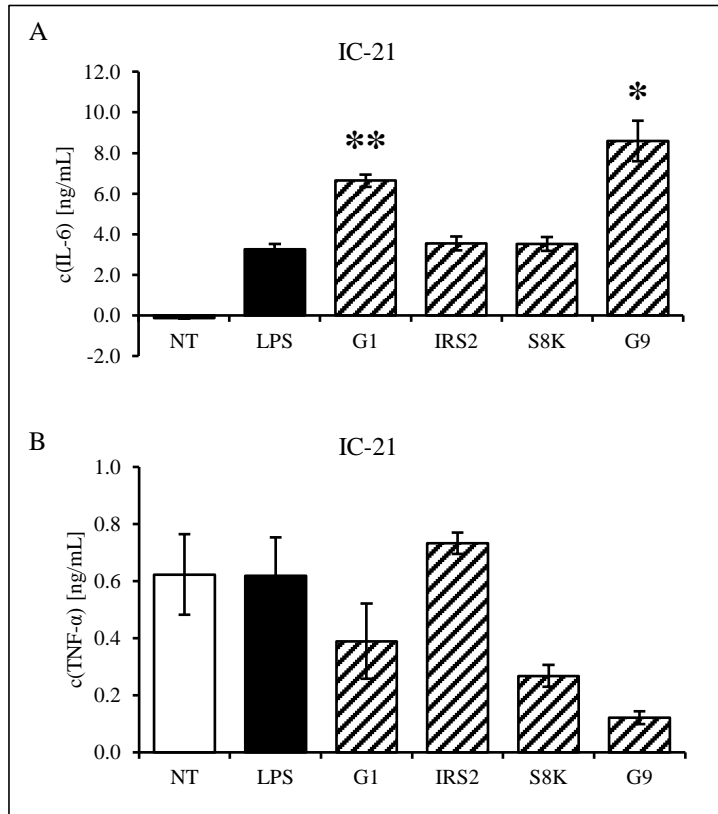 A
IC-21
12.0
10.0
8.0
6.0
4.0
2.0
0.0
-2.0
c(IL-6) [ng/mL]
** *
NT LPS G1 IRS2 S8K G9
B
IC-21
1.0
0.8
0.6
0.4
0.2
0.0
c(TNF-α) [ng/mL]
NT LPS G1 IRS2 S8K G9